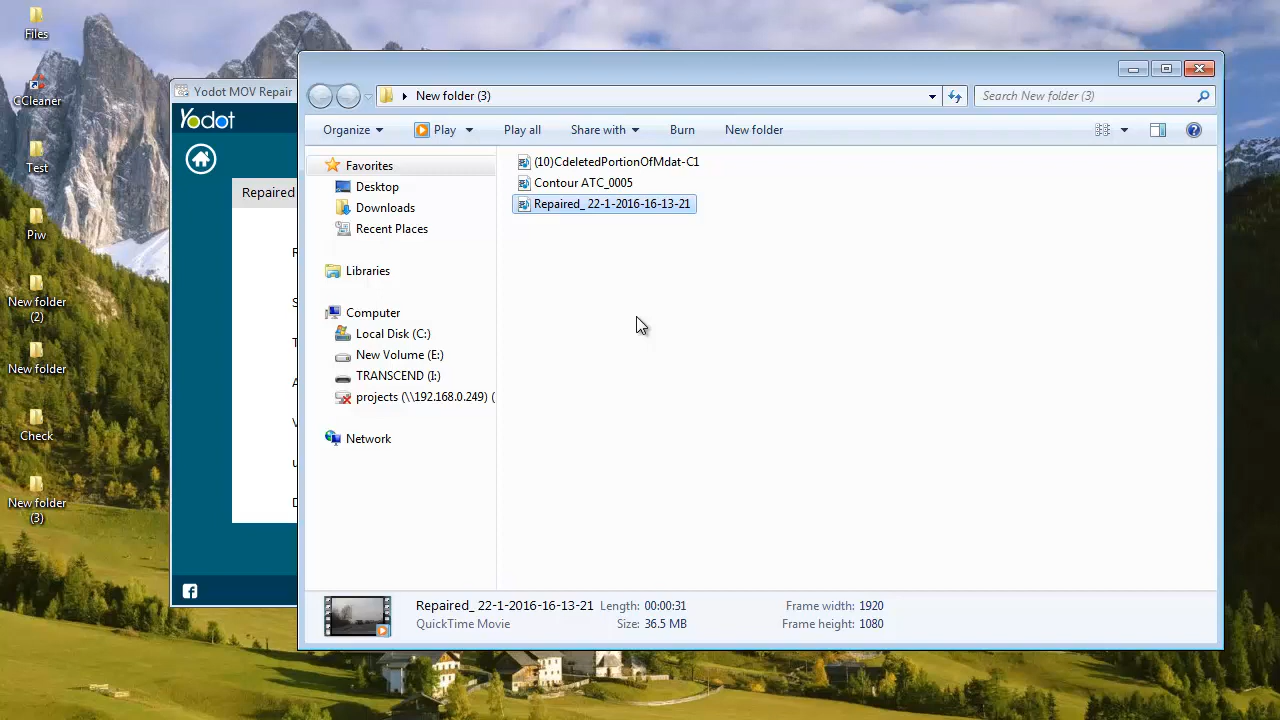 Files
CCleaner
Test
Piw
New folder
(2)
New folder
Check
New folder
(3)
Yodot MOV Repair
Yodot
Repaired
New folder (3)
Search New folder (3)
Organize
Play
Play all
Share with
Burn
New folder
Favorites
Desktop
Downloads
Recent Places
Libraries
Computer
Local Disk (C:)
New Volume (E:)
TRANSCEND (I:)
projects (\\192.168.0.249) (
Network
(10)CdeletedPortionOfMdat-C1
Contour ATC_0005
Repaired_ 22-1-2016-16-13-21
Repaired_ 22-1-2016-16-13-21
QuickTime Movie
Length: 00:00:31
Size: 36.5 MB
Frame width: 1920
Frame height: 1080